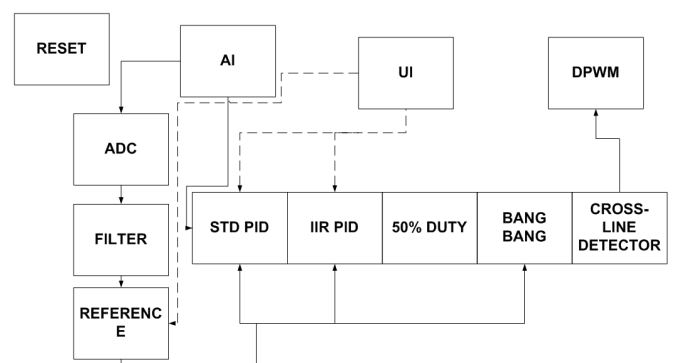 RESET
AI
UI
DPWM
ADC
STD PID
IIR PID
50% DUTY
BANG
BANG
CROSS-
LINE
DETECTOR
FILTER
REFERENC
E